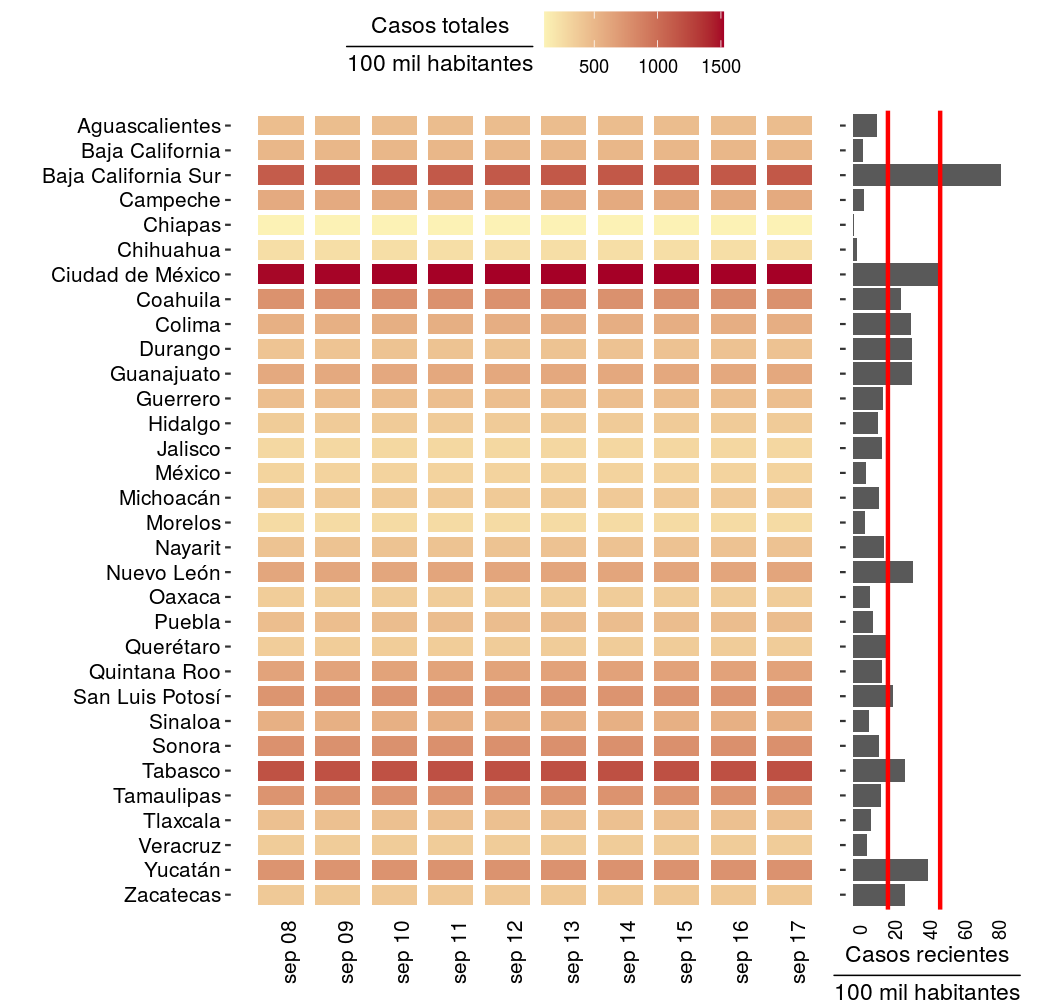 Casos totales
100 mil habitantes
500 1000 1500
Aguascalientes
Baja California
Baja California Sur
Campeche
Chiapas
Chihuahua
Ciudad de México
Coahuila
Colima
Durango
Guanajuato
Guerrero
Hidalgo
Jalisco
México
Michoacán
Morelos
Nayarit
Nuevo León
Oaxaca
Puebla
Querétaro
Quintana Roo
San Luis Potosí
Sinaloa
Sonora
Tabasco
Tamaulipas
Tlaxcala
Veracruz
Yucatán
Zacatecas
sep 08
sep 09
sep 10
sep 11
sep 12
sep 13
sep 14
sep 15
sep 16
sep 17
0 20 40 60 80
Casos recientes
100 mil habitantes